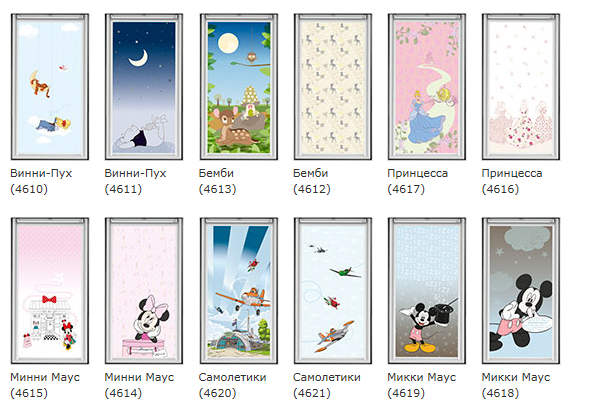 Винни-Пух
(4610)
Винни-Пух
(4611)
Бемби
(4613)
Бемби
(4612)
Принцесса
(4617)
Принцесса
(4616)
Минни Маус
(4615)
Минни Маус
(4614)
Самолетики
(4620)
Самолетики
(4621)
Микки Маус
(4619)
Микки Маус
(4618)